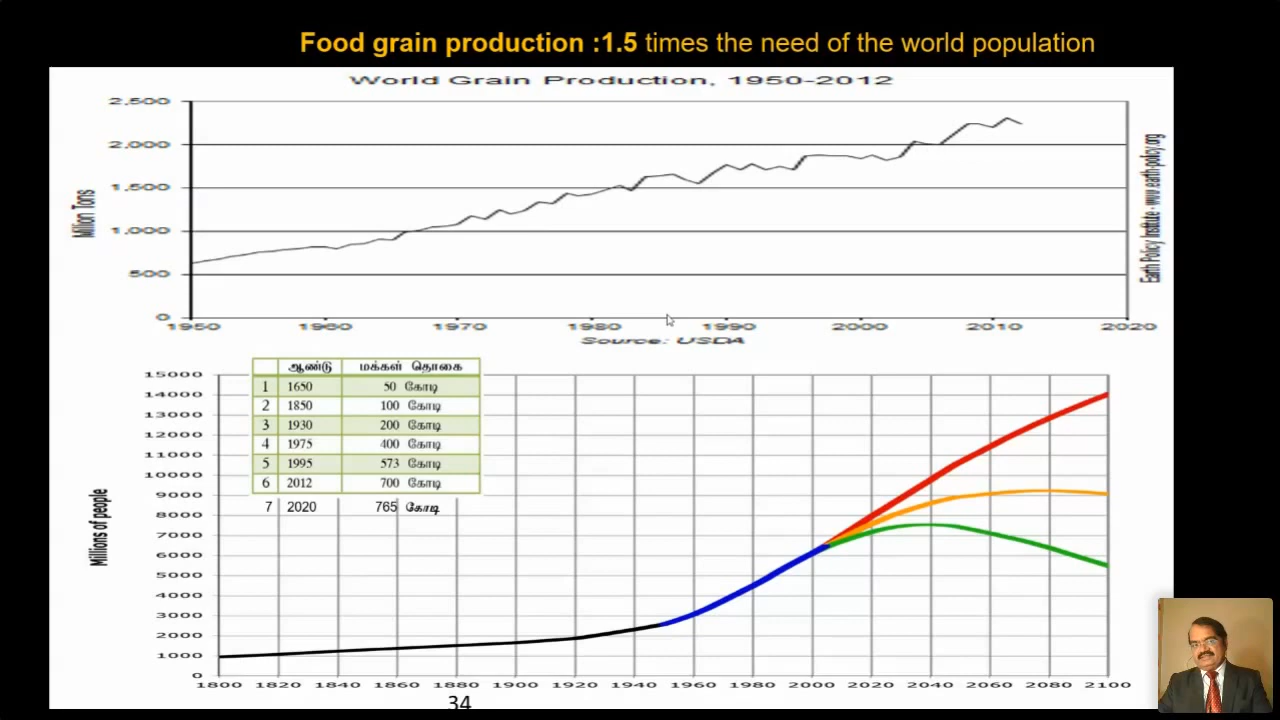 Food grain production :1.5 times the need of the world population
World Grain Production, 1950-2012
2,500
2,000
1,500
1,000
500
0
Million Tons
1950 1960 1970 1980 1990 2000 2010 2020
Source: USDA
Earth Policy Institute - www.earth-policy.org
ஆண்டு மக்கள் தொகை
1 1650 50 கோடி
2 1850 100 கோடி
3 1930 200 கோடி
4 1975 400 கோடி
5 1995 573 கோடி
6 2012 700 கோடி
7 2020 765 கோடி
15000
14000
13000
12000
11000
10000
9000
8000
7000
6000
5000
4000
3000
2000
1000
0
Millions of people
1800 1820 1840 1860 1880 1900 1920 1940 1960 1980 2000 2020 2040 2060 2080 2100
34